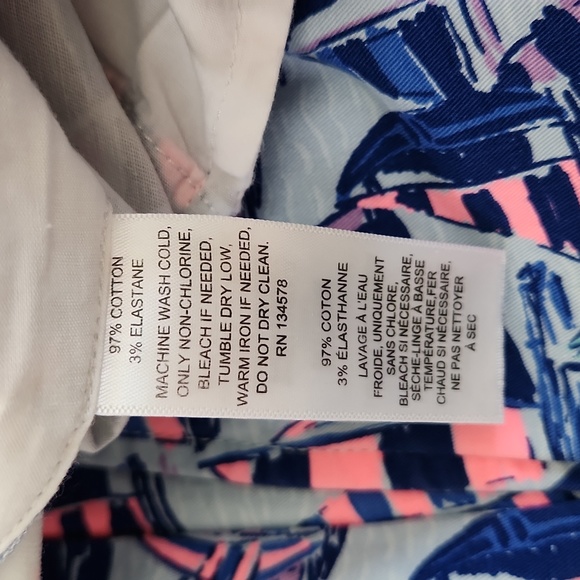 97% COTTON
3% ELASTANE
MACHINE WASH COLD,
ONLY NON-CHLORINE,
BLEACH IF NEEDED,
TUMBLE DRY LOW,
WARM IRON IF NEEDED,
DO NOT DRY CLEAN.
RN 134578
97% COTON
3% ÉLASTHANNE
LAVAGE À L'EAU
FROIDE, UNIQUEMENT
SANS CHLORE,
BLEACH SI NÉCESSAIRE,
SÈCHE-LINGE À BASSE
TEMPÉRATURE,FER
CHAUD SI NÉCESSAIRE,
NE PAS NETTOYER
À SEC